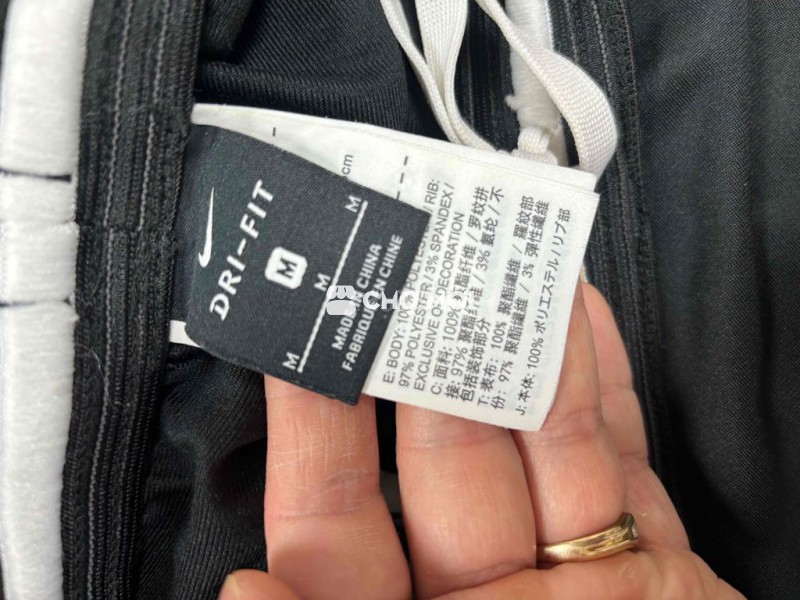 DRI-FIT
M
M
M
M
MADE IN CHINA
FABRIQUÉ EN CHINE
CHOTHOT
cm
E: BODY: 100% POLYESTER/ RIB:
97% POLYESTER / 3% SPANDEX/
EXCLUSIVE OF DECORATION
C: 面料: 100% 聚酯纤维 / 罗纹拼
接: 97% 聚酯纤维 / 3% 氨纶 / 不
包括装饰部分
T: 表布: 100% 聚酯纖維 / 羅紋部
份: 97% 聚酯纖維 / 3% 彈性纖維
J: 本体: 100% ポリエステル / リブ部